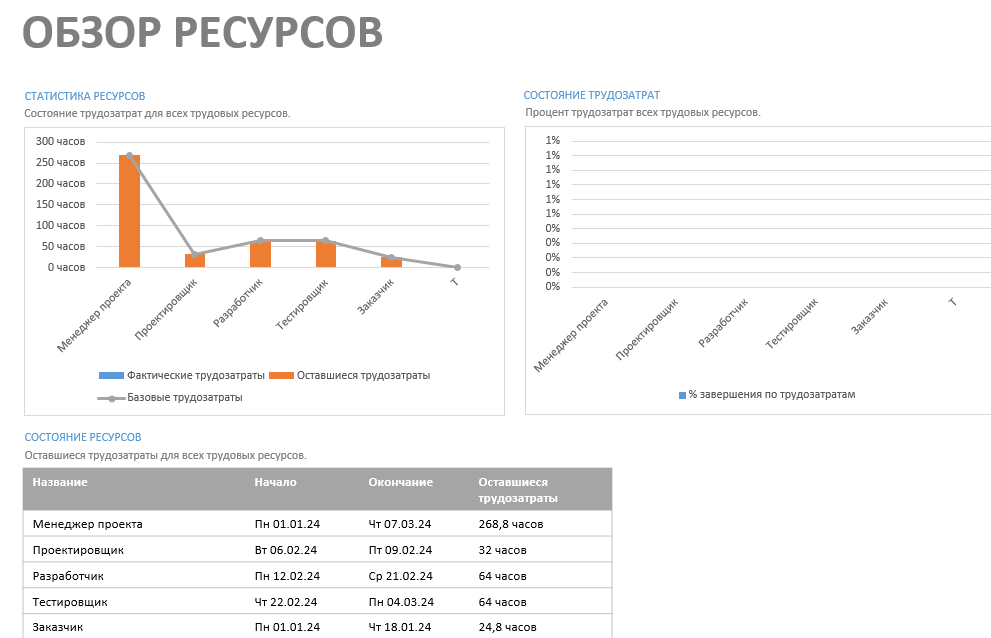 ОБЗОР РЕСУРСОВ
СТАТИСТИКА РЕСУРСОВ
Состояние трудозатрат для всех трудовых ресурсов.
300 часов
250 часов
200 часов
150 часов
100 часов
50 часов
0 часов
Менеджер проекта
Проектировщик
Разработчик
Тестировщик
Заказчик
Т
Фактические трудозатраты
Оставшиеся трудозатраты
Базовые трудозатраты
СОСТОЯНИЕ ТРУДОЗАТРАТ
Процент трудозатрат всех трудовых ресурсов.
1%
1%
1%
1%
1%
1%
0%
0%
0%
0%
0%
Менеджер проекта
Проектировщик
Разработчик
Тестировщик
Заказчик
Т
% завершения по трудозатратам
СОСТОЯНИЕ РЕСУРСОВ
Оставшиеся трудозатраты для всех трудовых ресурсов.
Название Начало Окончание Оставшиеся
трудозатраты
Менеджер проекта Пн 01.01.24 Чт 07.03.24 268,8 часов
Проектировщик Вт 06.02.24 Пт 09.02.24 32 часов
Разработчик Пн 12.02.24 Ср 21.02.24 64 часов
Тестировщик Чт 22.02.24 Пн 04.03.24 64 часов
Заказчик Пн 01.01.24 Чт 18.01.24 24,8 часов